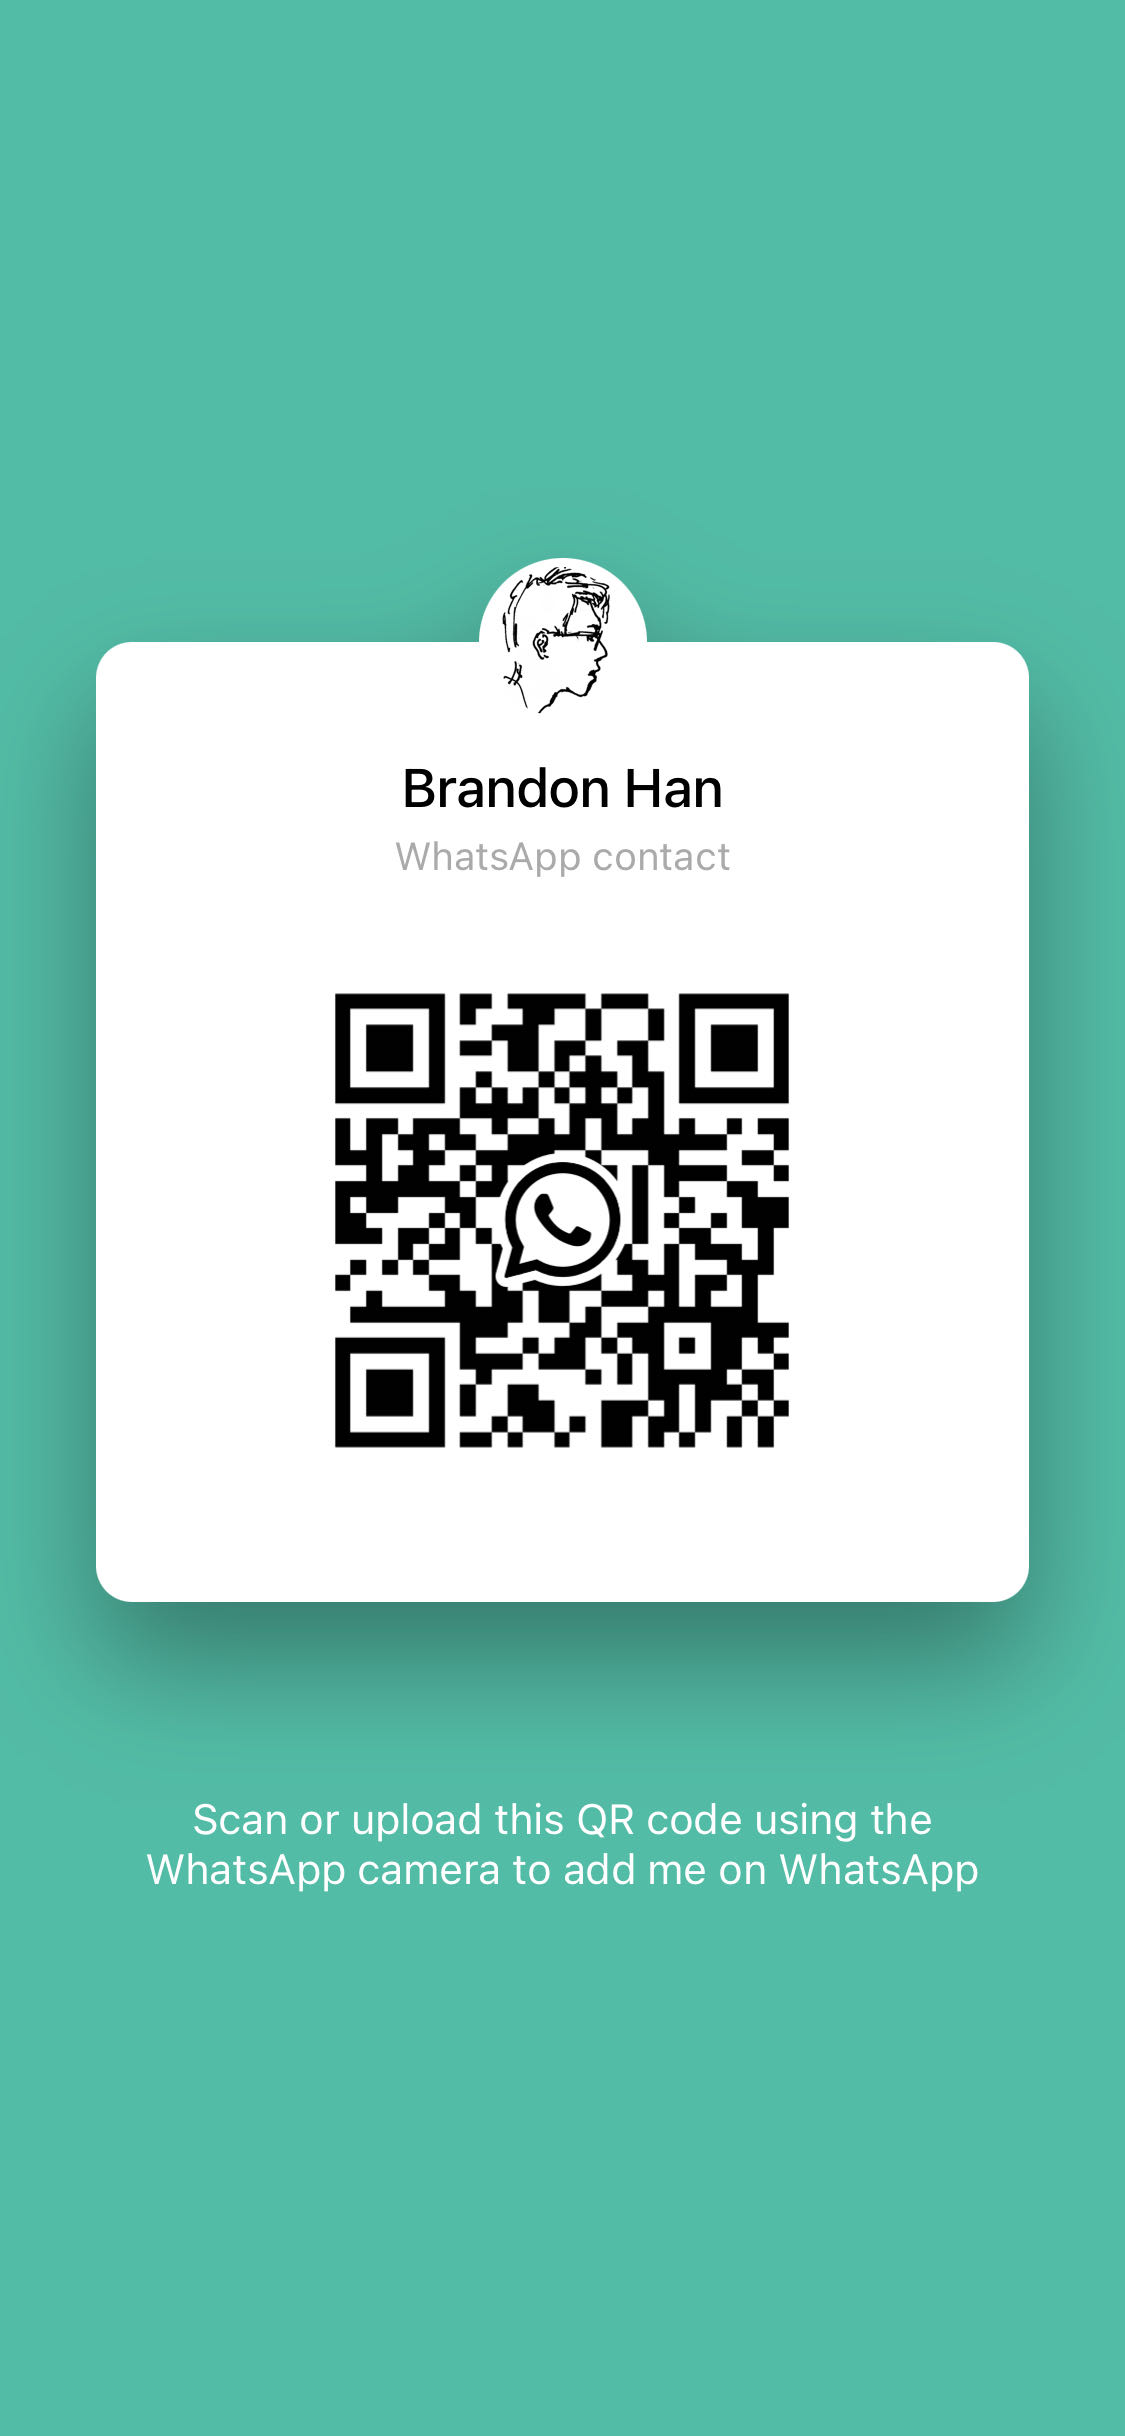 Brandon Han
WhatsApp contact
Scan or upload this QR code using the
WhatsApp camera to add me on WhatsApp